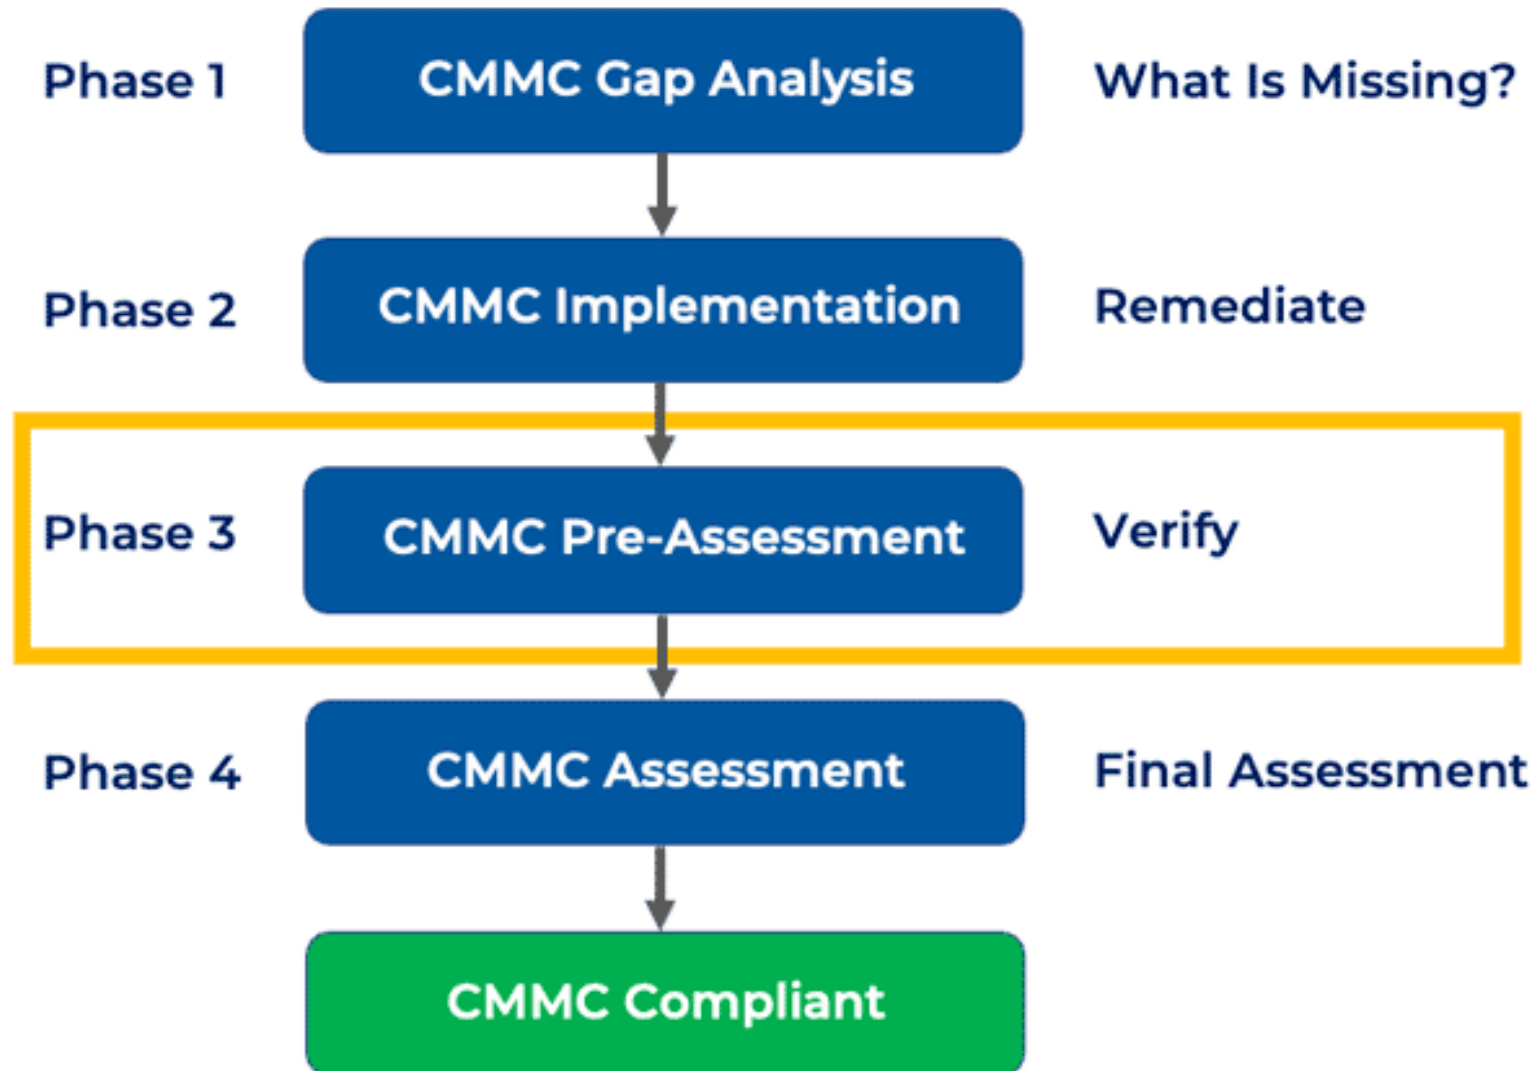 Phase 1
CMMC Gap Analysis
What Is Missing?
Phase 2
CMMC Implementation
Remediate
Phase 3
CMMC Pre-Assessment
Verify
Phase 4
CMMC Assessment
Final Assessment
CMMC Compliant